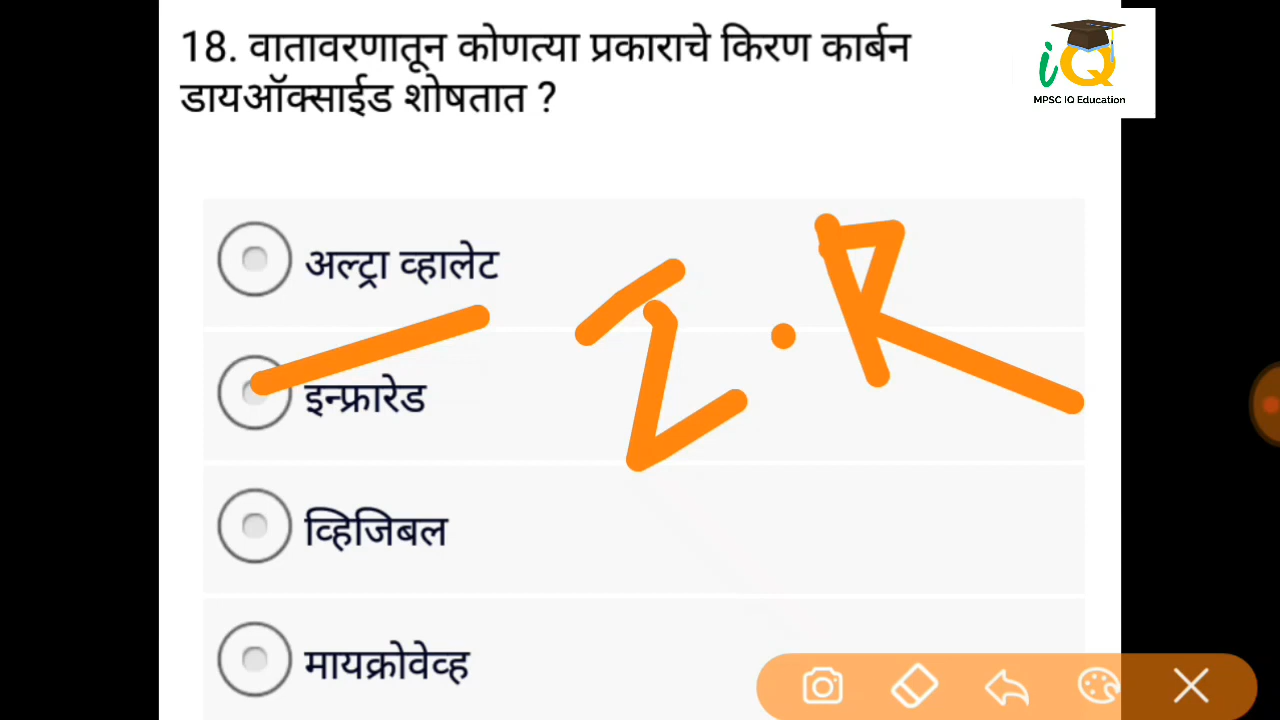 18. वातावरणातून कोणत्या प्रकाराचे किरण कार्बन
डायऑक्साईड शोषतात ?
iQ
MPSC IQ Education
अल्ट्रा व्हालेट
इन्फ्रारेड
I.R
व्हिजिबल
मायक्रोवेव्ह